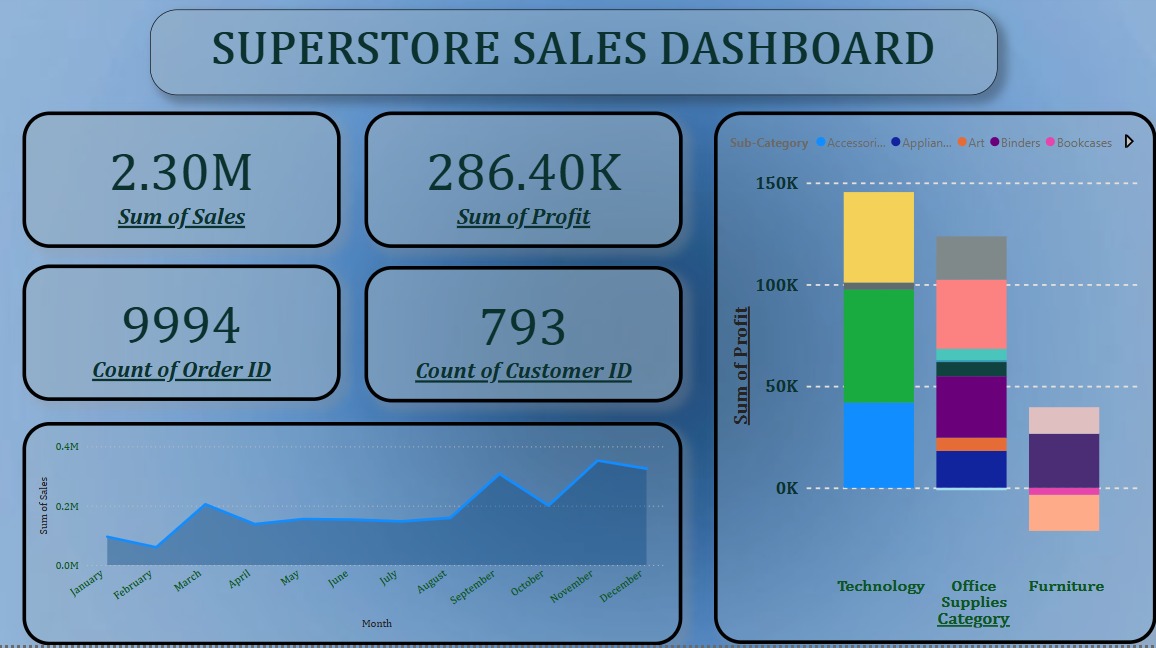 SUPERSTORE SALES DASHBOARD
2.30M
Sum of Sales
286.40K
Sum of Profit
9994
Count of Order ID
793
Count of Customer ID
0.4M
0.2M
0.0M
Sum of Sales
January February March April May June July August September October November December
Month
Sub-Category Accessori... Applian... Art Binders Bookcases
150K
100K
50K
0K
Sum of Profit
Technology Office Furniture
Supplies
Category